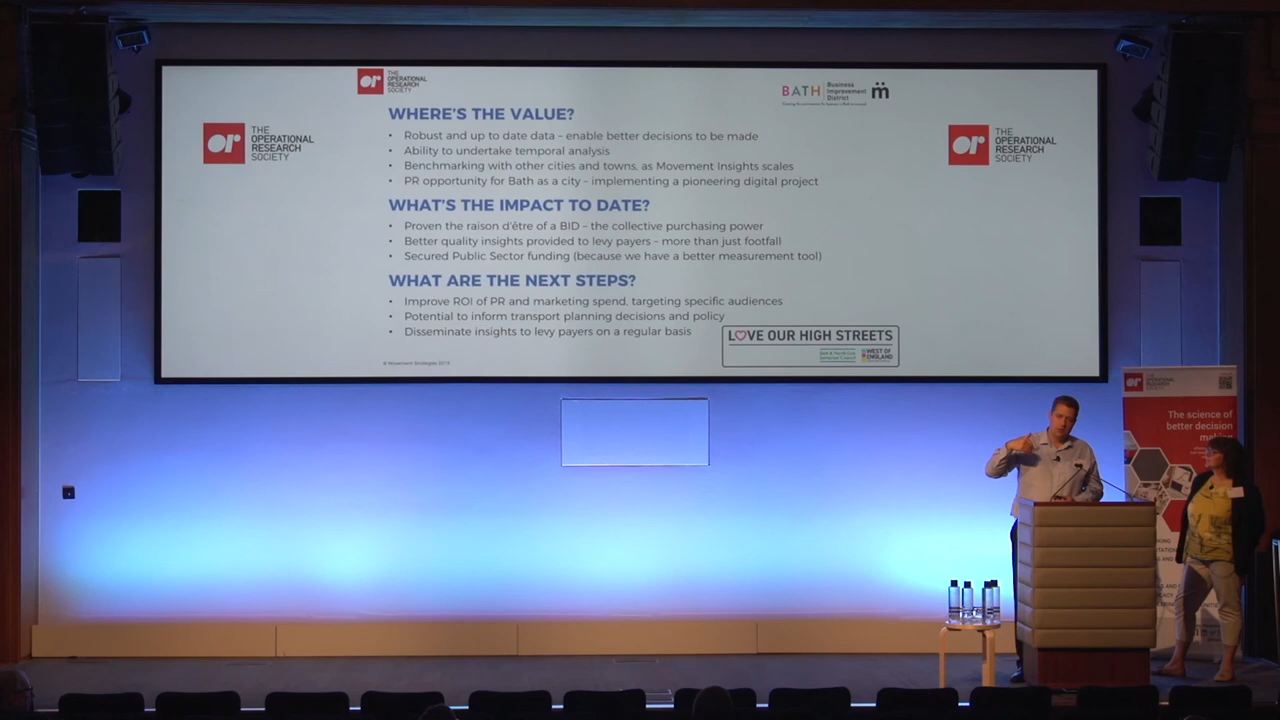 or THE OPERATIONAL RESEARCH SOCIETY
BATH Business Improvement District
or THE OPERATIONAL RESEARCH SOCIETY
or THE OPERATIONAL RESEARCH SOCIETY
WHERE'S THE VALUE?
• Robust and up to date data – enable better decisions to be made
• Ability to undertake temporal analysis
• Benchmarking with other cities and towns, as Movement Insights scales
• PR opportunity for Bath as a city – implementing a pioneering digital project
WHAT'S THE IMPACT TO DATE?
• Proven the raison d'être of a BID – the collective purchasing power
• Better quality insights provided to levy payers – more than just footfall
• Secured Public Sector funding (because we have a better measurement tool)
WHAT ARE THE NEXT STEPS?
• Improve ROI of PR and marketing spend, targeting specific audiences
• Potential to inform transport planning decisions and policy
• Disseminate insights to levy payers on a regular basis
LOVE OUR HIGH STREETS
WEST OF ENGLAND
© Movement Strategies 2019
or THE OPERATIONAL RESEARCH SOCIETY
The science of
better decision